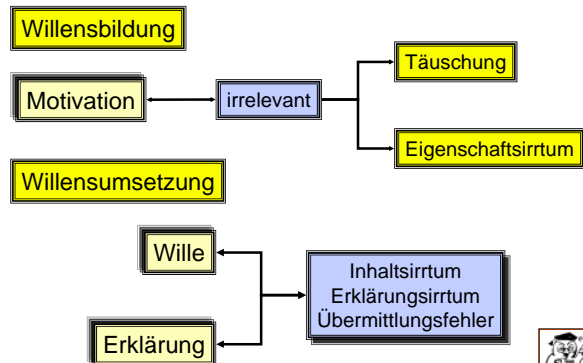 Willensbildung
Täuschung
Motivation
irrelevant
Eigenschaftsirrtum
Willensumsetzung
Wille
Inhaltsirrtum
Erklärungsirrtum
Übermittlungsfehler
Erklärung